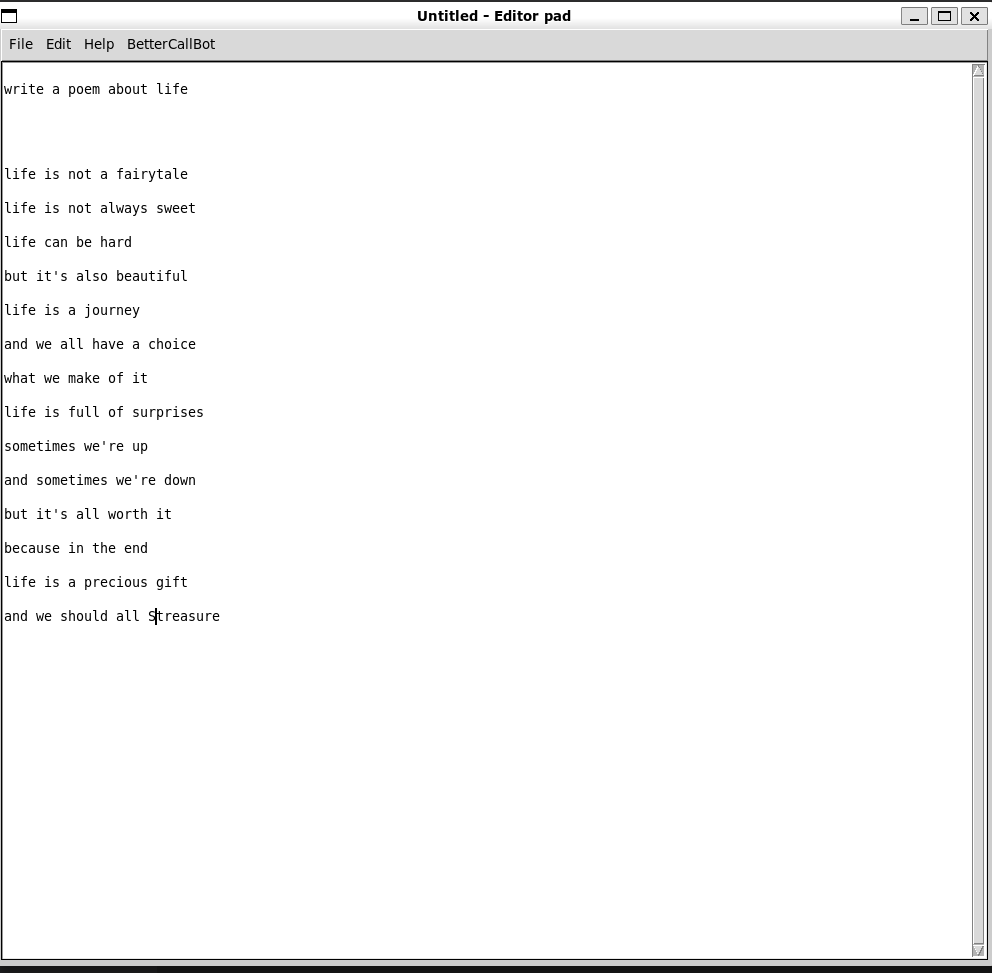 Untitled - Editor pad
File Edit Help BetterCallBot
write a poem about life
life is not a fairytale
life is not always sweet
life can be hard
but it's also beautiful
life is a journey
and we all have a choice
what we make of it
life is full of surprises
sometimes we're up
and sometimes we're down
but it's all worth it
because in the end
life is a precious gift
and we should all Streasure